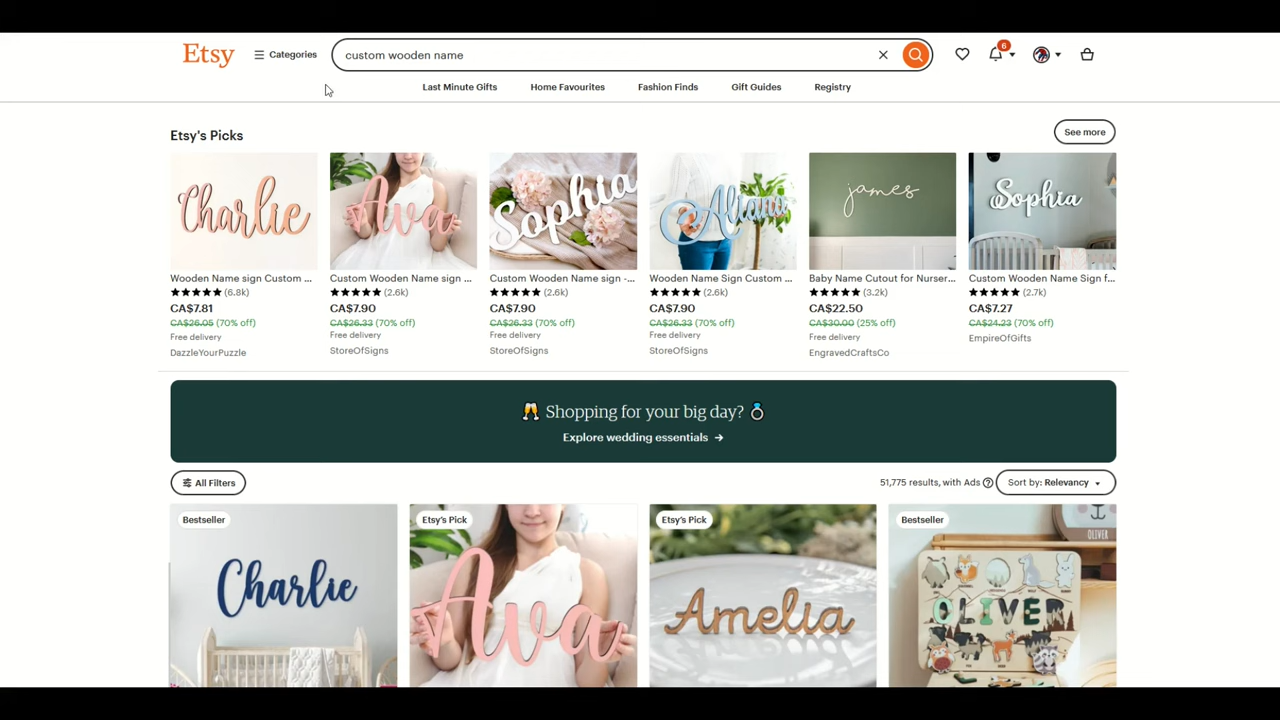 Etsy
Categories
custom wooden name
6
Last Minute Gifts
Home Favourites
Fashion Finds
Gift Guides
Registry
Etsy's Picks
See more
Charlie
Ava
Sophia
Aliana
james
Sophia
Wooden Name sign Custom ...
★★★★★ (6.8k)
CA$7.81
CA$26.05 (70% off)
Free delivery
DazzleYourPuzzle
Custom Wooden Name sign ...
★★★★★ (2.6k)
CA$7.90
CA$26.33 (70% off)
Free delivery
StoreOfSigns
Custom Wooden Name sign -...
★★★★★ (2.6k)
CA$7.90
CA$26.33 (70% off)
Free delivery
StoreOfSigns
Wooden Name Sign Custom ...
★★★★★ (2.6k)
CA$7.90
CA$26.33 (70% off)
Free delivery
StoreOfSigns
Baby Name Cutout for Nurser...
★★★★★ (3.2k)
CA$22.50
CA$30.00 (25% off)
Free delivery
EngravedCraftsCo
Custom Wooden Name Sign f...
★★★★★ (2.7k)
CA$7.27
CA$24.23 (70% off)
EmpireOfGifts
🥂 Shopping for your big day? 💍
Explore wedding essentials →
All Filters
51,775 results, with Ads ?
Sort by: Relevancy
Bestseller
Charlie
Etsy's Pick
Ava
Etsy's Pick
Amelia
Bestseller
OLIVER
OLIVER